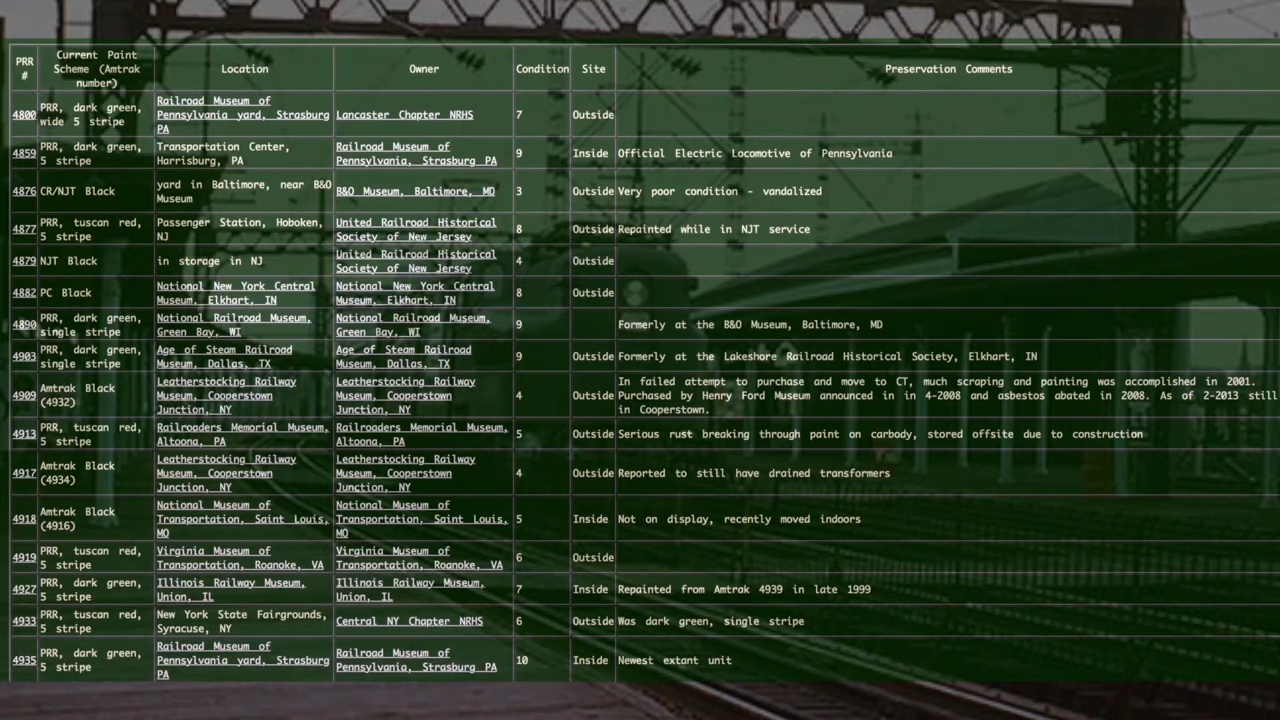 PRR # Current Paint Scheme (Amtrak number) Location Owner Condition Site Preservation Comments
4800 PRR, dark green, wide 5 stripe Railroad Museum of Pennsylvania yard, Strasburg PA Lancaster Chapter NRHS 7 Outside
4859 PRR, dark green, 5 stripe Transportation Center, Harrisburg, PA Railroad Museum of Pennsylvania, Strasburg PA 9 Inside Official Electric Locomotive of Pennsylvania
4876 CR/NJT Black yard in Baltimore, near B&O Museum B&O Museum, Baltimore, MD 3 Outside Very poor condition - vandalized
4877 PRR, tuscan red, 5 stripe Passenger Station, Hoboken, NJ United Railroad Historical Society of New Jersey 8 Outside Repainted while in NJT service
4879 NJT Black in storage in NJ United Railroad Historical Society of New Jersey 4 Outside
4882 PC Black National New York Central Museum, Elkhart, IN National New York Central Museum, Elkhart, IN 8 Outside
4890 PRR, dark green, single stripe National Railroad Museum, Green Bay, WI National Railroad Museum, Green Bay, WI 9 Formerly at the B&O Museum, Baltimore, MD
4903 PRR, dark green, single stripe Age of Steam Railroad Museum, Dallas, TX Age of Steam Railroad Museum, Dallas, TX 9 Outside Formerly at the Lakeshore Railroad Historical Society, Elkhart, IN
4909 Amtrak Black (4932) Leatherstocking Railway Museum, Cooperstown Junction, NY Leatherstocking Railway Museum, Cooperstown Junction, NY 4 Outside In failed attempt to purchase and move to CT, much scraping and painting was accomplished in 2001. Purchased by Henry Ford Museum announced in in 4-2008 and asbestos abated in 2008. As of 2-2013 still in Cooperstown.
4913 PRR, tuscan red, 5 stripe Railroaders Memorial Museum, Altoona, PA Railroaders Memorial Museum, Altoona, PA 5 Outside Serious rust breaking through paint on carbody, stored offsite due to construction
4917 Amtrak Black (4934) Leatherstocking Railway Museum, Cooperstown Junction, NY Leatherstocking Railway Museum, Cooperstown Junction, NY 4 Outside Reported to still have drained transformers
4918 Amtrak Black (4916) National Museum of Transportation, Saint Louis, MO National Museum of Transportation, Saint Louis, MO 5 Inside Not on display, recently moved indoors
4919 PRR, tuscan red, 5 stripe Virginia Museum of Transportation, Roanoke, VA Virginia Museum of Transportation, Roanoke, VA 6 Outside
4927 PRR, dark green, 5 stripe Illinois Railway Museum, Union, IL Illinois Railway Museum, Union, IL 7 Inside Repainted from Amtrak 4939 in late 1999
4933 PRR, tuscan red, 5 stripe New York State Fairgrounds, Syracuse, NY Central NY Chapter NRHS 6 Outside Was dark green, single stripe
4935 PRR, dark green, 5 stripe Railroad Museum of Pennsylvania yard, Strasburg PA Railroad Museum of Pennsylvania, Strasburg PA 10 Inside Newest extant unit